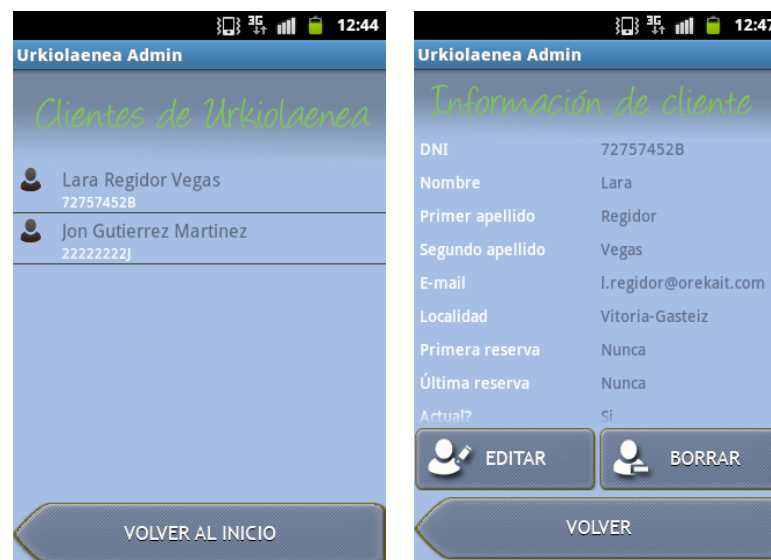 3G 12:44
Urkiolaenea Admin
Clientes de Urkiolaenea
Lara Regidor Vegas
72757452B
Jon Gutierrez Martinez
22222222J
VOLVER AL INICIO
3G 12:47
Urkiolaenea Admin
Información de cliente
DNI 72757452B
Nombre Lara
Primer apellido Regidor
Segundo apellido Vegas
E-mail l.regidor@orekait.com
Localidad Vitoria-Gasteiz
Primera reserva Nunca
Última reserva Nunca
Actual? Si
EDITAR BORRAR
VOLVER